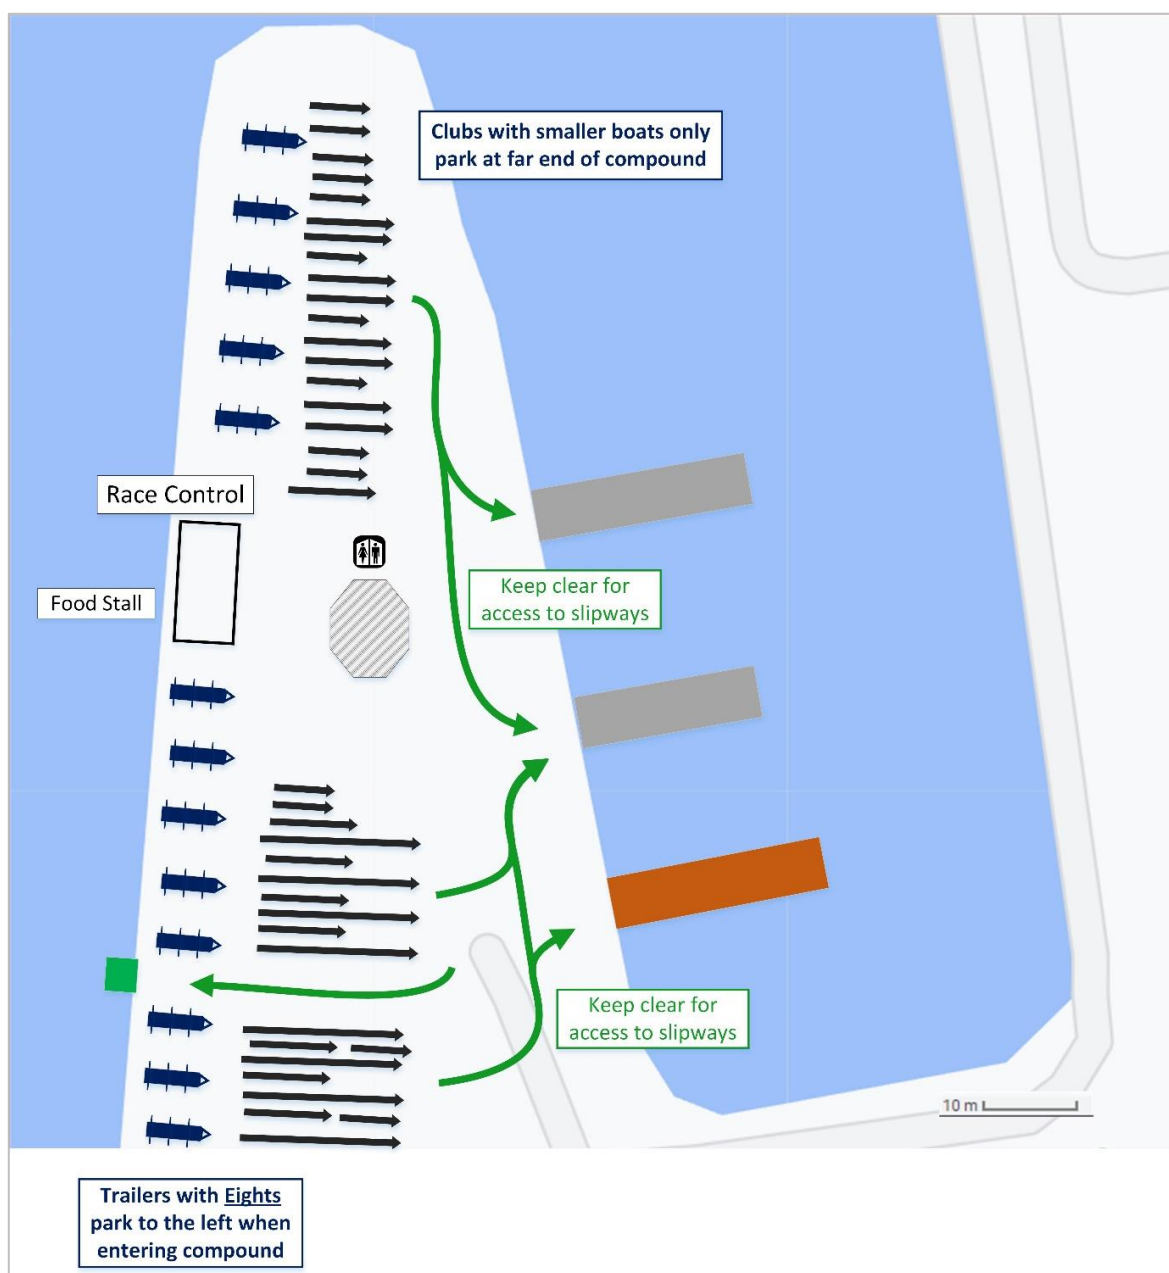 Clubs with smaller boats only
park at far end of compound
Race Control
Food Stall
Keep clear for
access to slipways
Keep clear for
access to slipways
10 m
Trailers with Eights
park to the left when
entering compound